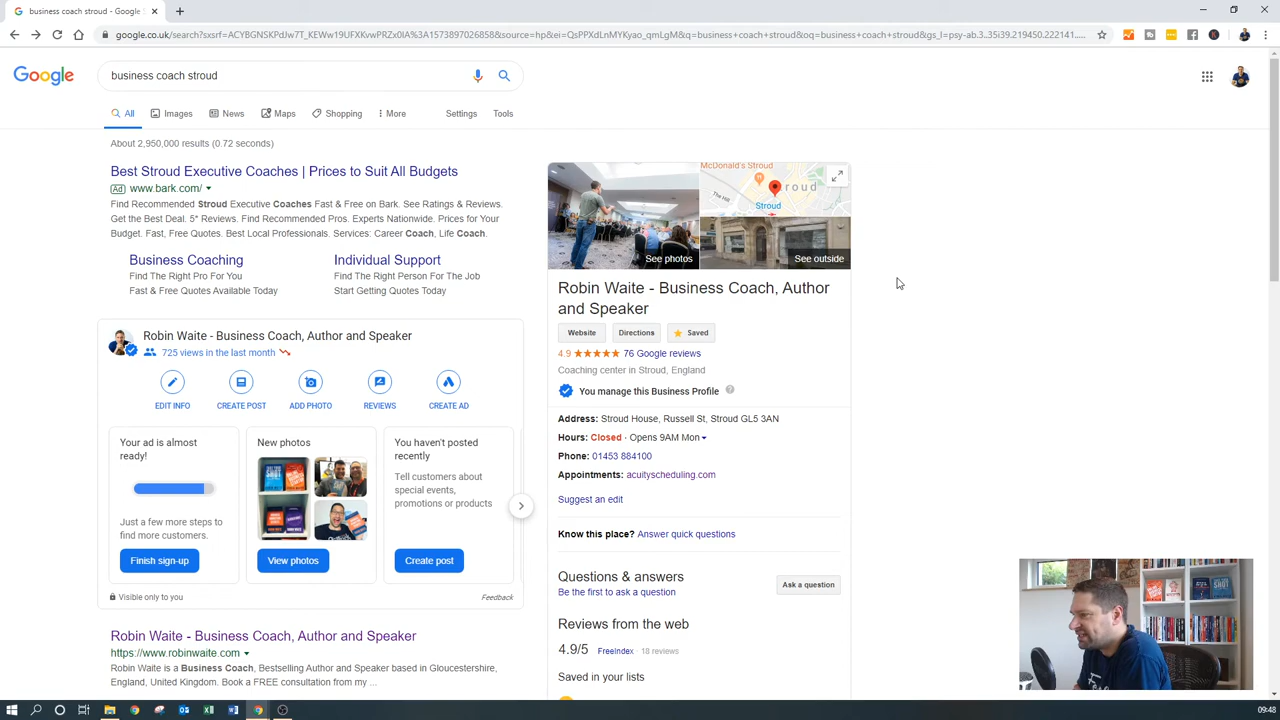 business coach stroud - Google
google.co.uk/search?sxsrf=ACYBGNSKPdJw7T_KEWw19UFXKvwPRZx0IA%3A1573897026858&source=hp&ei=QsPPXdLnMYKyao_qmLgM&q=business+coach+stroud&oq=business+coach+stroud&gs_l=psy-ab.3..35i39.219450.222141.....
Google
business coach stroud
All
Images
News
Maps
Shopping
More
Settings
Tools
About 2,950,000 results (0.72 seconds)
Best Stroud Executive Coaches | Prices to Suit All Budgets
Ad www.bark.com/
Find Recommended Stroud Executive Coaches Fast & Free on Bark. See Ratings & Reviews.
Get the Best Deal. 5* Reviews. Find Recommended Pros. Experts Nationwide. Prices for Your
Budget. Fast, Free Quotes. Best Local Professionals. Services: Career Coach, Life Coach.
Business Coaching
Find The Right Pro For You
Fast & Free Quotes Available Today
Individual Support
Find The Right Person For The Job
Start Getting Quotes Today
Robin Waite - Business Coach, Author and Speaker
725 views in the last month
EDIT INFO
CREATE POST
ADD PHOTO
REVIEWS
CREATE AD
Your ad is almost
ready!
Just a few more steps to
find more customers.
Finish sign-up
New photos
View photos
You haven't posted
recently
Tell customers about
special events,
promotions or products
Create post
Visible only to you
Feedback
Robin Waite - Business Coach, Author and Speaker
https://www.robinwaite.com
Robin Waite is a Business Coach, Bestselling Author and Speaker based in Gloucestershire,
England, United Kingdom. Book a FREE consultation from my ...
See photos
McDonald's Stroud
The Hill
roud
Stroud
See outside
Robin Waite - Business Coach, Author
and Speaker
Website
Directions
Saved
4.9 76 Google reviews
Coaching center in Stroud, England
You manage this Business Profile
Address: Stroud House, Russell St, Stroud GL5 3AN
Hours: Closed · Opens 9AM Mon
Phone: 01453 884100
Appointments: acuityscheduling.com
Suggest an edit
Know this place? Answer quick questions
Questions & answers
Be the first to ask a question
Ask a question
Reviews from the web
4.9/5 FreeIndex · 18 reviews
Saved in your lists
09:48